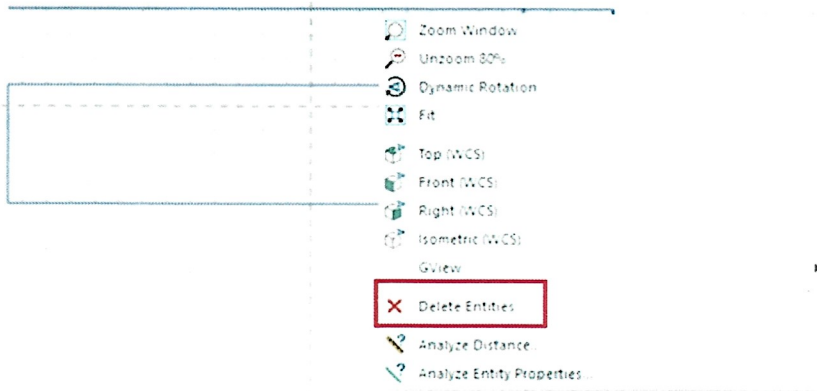 Zoom Window
Unzoom 80%
Dynamic Rotation
Fit
Top (WCS)
Front (WCS)
Right (WCS)
Isometric (WCS)
GView
Delete Entities
Analyze Distance...
Analyze Entity Properties...